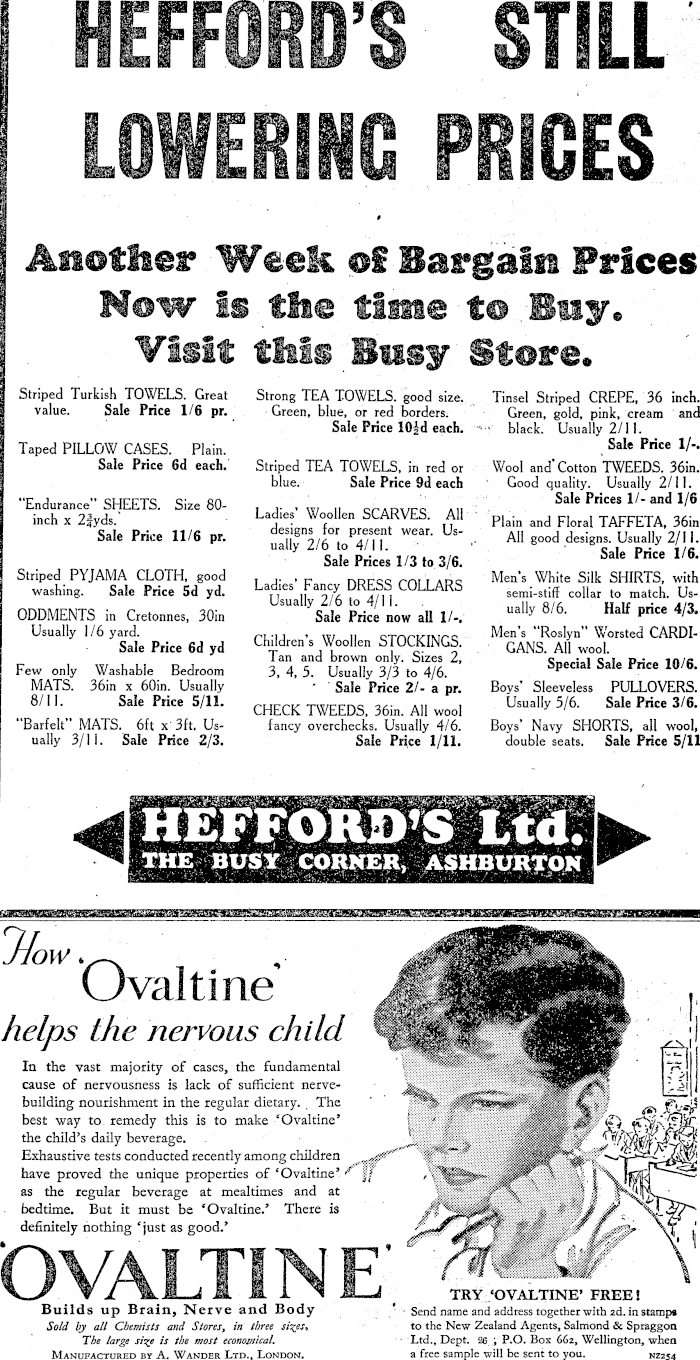 HEFFORD'S STILL
LOWERING PRICES
Another Week of Bargain Prices
Now is the time to Buy.
Visit this Busy Store.
Striped Turkish TOWELS. Great
value. Sale Price 1/6 pr.
Taped PILLOW CASES. Plain.
Sale Price 6d each.
"Endurance" SHEETS. Size 80-
inch x 2¾yds.
Sale Price 11/6 pr.
Striped PYJAMA CLOTH, good
washing. Sale Price 5d yd.
ODDMENTS in Cretonnes, 30in
Usually 1/6 yard.
Sale Price 6d yd
Few only Washable Bedroom
MATS. 36in x 60in. Usually
8/11. Sale Price 5/11.
"Barfelt" MATS. 6ft x 3ft. Us-
ually 3/11. Sale Price 2/3.
Strong TEA TOWELS. good size.
Green, blue, or red borders.
Sale Price 10½d each.
Striped TEA TOWELS, in red or
blue. Sale Price 9d each
Ladies' Woollen SCARVES. All
designs for present wear. Us-
ually 2/6 to 4/11.
Sale Prices 1/3 to 3/6.
Ladies' Fancy DRESS COLLARS
Usually 2/6 to 4/11.
Sale Price now all 1/-.
Children's Woollen STOCKINGS.
Tan and brown only. Sizes 2,
3, 4, 5. Usually 3/3 to 4/6.
Sale Price 2/- a pr.
CHECK TWEEDS, 36in. All wool
fancy overchecks. Usually 4/6.
Sale Price 1/11.
Tinsel Striped CREPE, 36 inch.
Green, gold, pink, cream and
black. Usually 2/11.
Sale Price 1/-.
Wool and Cotton TWEEDS. 36in.
Good quality. Usually 2/11.
Sale Prices 1/- and 1/6
Plain and Floral TAFFETA, 36in
All good designs. Usually 2/11.
Sale Price 1/6.
Men's White Silk SHIRTS, with
semi-stiff collar to match. Us-
ually 8/6. Half price 4/3.
Men's "Roslyn" Worsted CARDI-
GANS. All wool.
Special Sale Price 10/6.
Boys' Sleeveless PULLOVERS.
Usually 5/6. Sale Price 3/6.
Boys' Navy SHORTS, all wool,
double seats. Sale Price 5/11
HEFFORD'S Ltd.
THE BUSY CORNER, ASHBURTON
How
'Ovaltine'
helps the nervous child
In the vast majority of cases, the fundamental
cause of nervousness is lack of sufficient nerve-
building nourishment in the regular dietary. The
best way to remedy this is to make 'Ovaltine'
the child's daily beverage.
Exhaustive tests conducted recently among children
have proved the unique properties of 'Ovaltine'
as the regular beverage at mealtimes and at
bedtime. But it must be 'Ovaltine.' There is
definitely nothing 'just as good.'
'OVALTINE'
Builds up Brain, Nerve and Body
Sold by all Chemists and Stores, in three sizes.
The large size is the most economical.
MANUFACTURED BY A. WANDER LTD., LONDON.
TRY 'OVALTINE' FREE!
Send name and address together with 2d. in stamps
to the New Zealand Agents, Salmond & Spraggon
Ltd., Dept. 26 ; P.O. Box 662, Wellington, when
a free sample will be sent to you. NZ254